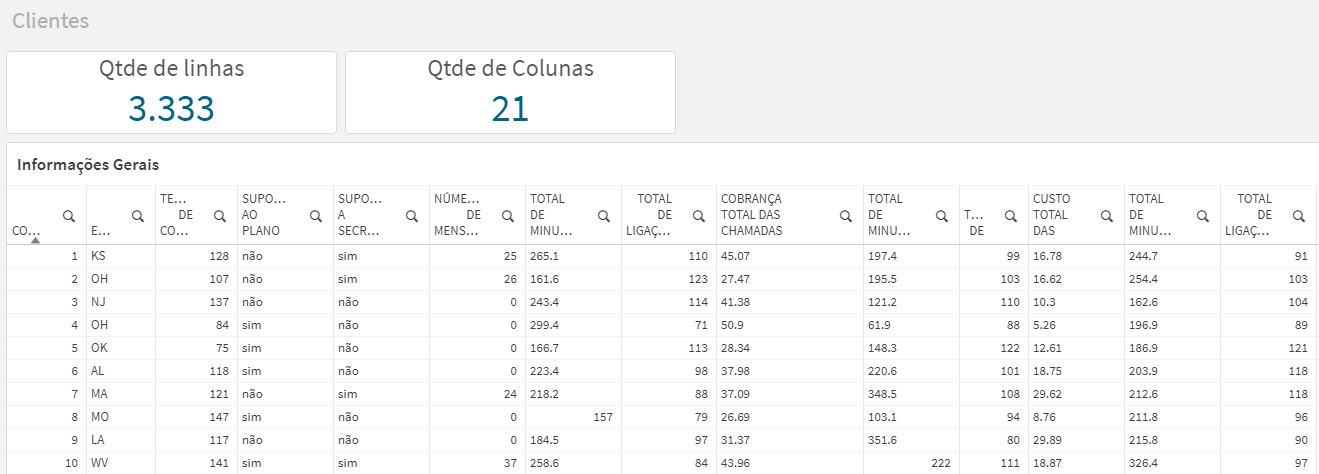 Clientes
Qtde de linhas Qtde de Colunas
3.333 21
Informações Gerais
TE... SUPO... SUPO... NÚME... TOTAL TOTAL COBRANÇA TOTAL CUSTO TOTAL TOTAL
DE AO A DE DE DE TOTAL DAS DE T... TOTAL DE DE
CO... E... CO... PLANO SECR... MENS... MINU... LIGAÇ... CHAMADAS MINU... DE DAS MINU... LIGAÇ...
1 KS 128 não sim 25 265.1 110 45.07 197.4 99 16.78 244.7 91
2 OH 107 não sim 26 161.6 123 27.47 195.5 103 16.62 254.4 103
3 NJ 137 não não 0 243.4 114 41.38 121.2 110 10.3 162.6 104
4 OH 84 sim não 0 299.4 71 50.9 61.9 88 5.26 196.9 89
5 OK 75 sim não 0 166.7 113 28.34 148.3 122 12.61 186.9 121
6 AL 118 sim não 0 223.4 98 37.98 220.6 101 18.75 203.9 118
7 MA 121 não sim 24 218.2 88 37.09 348.5 108 29.62 212.6 118
8 MO 147 sim não 0 157 79 26.69 103.1 94 8.76 211.8 96
9 LA 117 não não 0 184.5 97 31.37 351.6 80 29.89 215.8 90
10 WV 141 sim sim 37 258.6 84 43.96 222 111 18.87 326.4 97